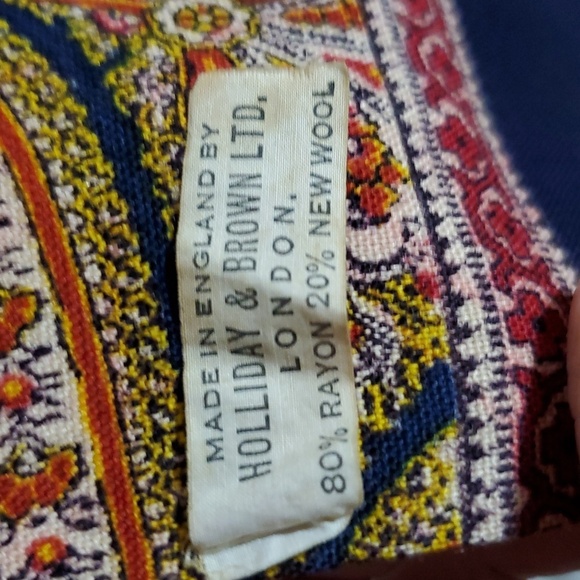 MADE IN ENGLAND BY
HOLLIDAY & BROWN LTD.
LONDON.
80% RAYON 20% NEW WOOL